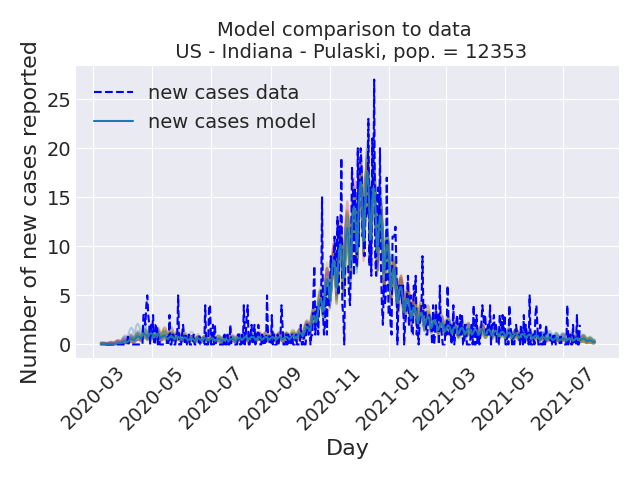 Model comparison to data
US - Indiana - Pulaski, pop. = 12353
Number of new cases reported
25
20
15
10
5
0
new cases data
new cases model
2020-03
2020-05
2020-07
2020-09
2020-11
2021-01
2021-03
2021-05
2021-07
Day